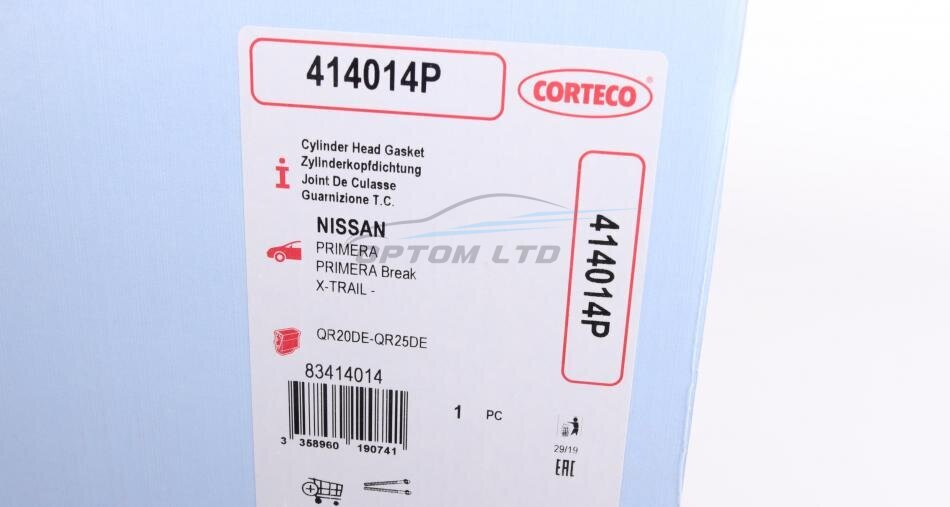 414014P
CORTECO®
Cylinder Head Gasket
Zylinderkopfdichtung
Joint De Culasse
Guarnizione T.C.
i
NISSAN
PRIMERA
PRIMERA Break
X-TRAIL -
OPTOM LTD
414014P
QR20DE-QR25DE
83414014
3 358960 190741
1 PC
29/19
EAC